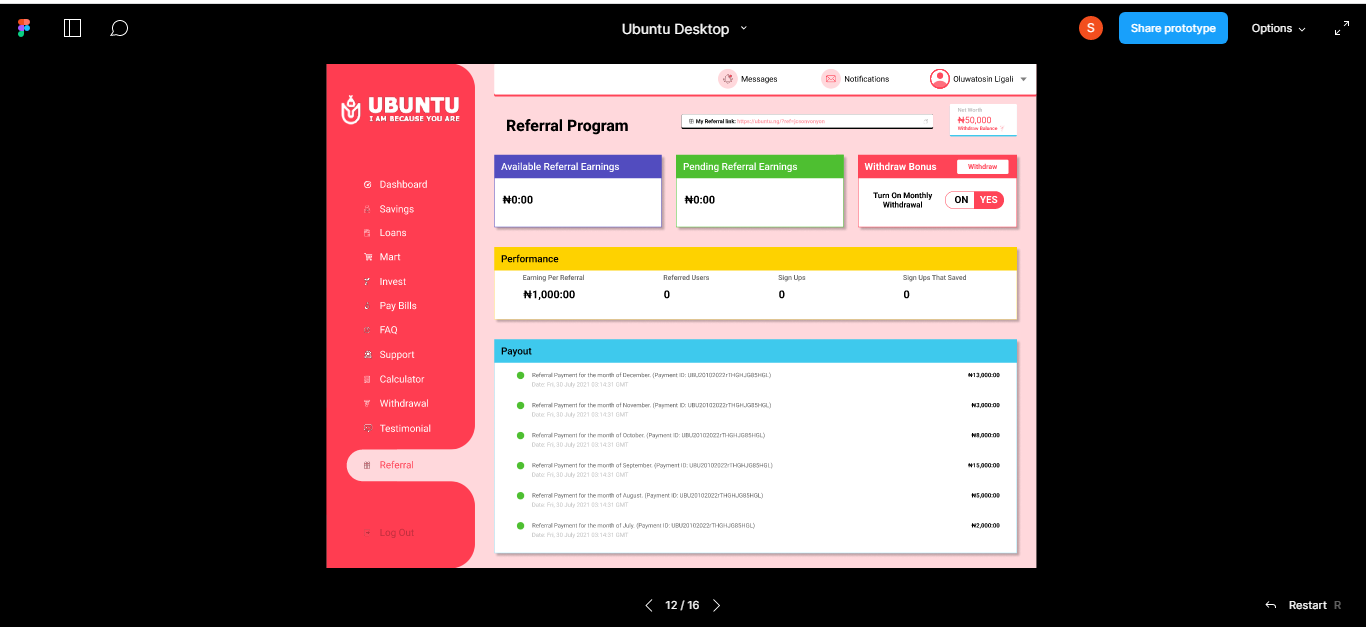 Ubuntu Desktop
S
Share prototype
Options
UBUNTU
I AM BECAUSE YOU ARE
Messages
Notifications
Oluwatosin Ligali
Referral Program
My Referral link:
Net Worth
₦50,000
Withdraw Balance
Dashboard
Savings
Loans
Mart
Invest
Pay Bills
FAQ
Support
Calculator
Withdrawal
Testimonial
Referral
Log Out
Available Referral Earnings
₦0:00
Pending Referral Earnings
₦0:00
Withdraw Bonus
Withdraw
Turn On Monthly
Withdrawal
ON YES
Performance
Earning Per Referral Referred Users Sign Ups Sign Ups That Saved
₦1,000:00 0 0 0
Payout
Referral Payment for the month of December. (Payment ID: UBU20102022rTHGHJG85HGL) ₦13,000:00
Date: Fri, 30 July 2021 03:14:31 GMT
Referral Payment for the month of November. (Payment ID: UBU20102022rTHGHJG85HGL) ₦3,000:00
Date: Fri, 30 July 2021 03:14:31 GMT
Referral Payment for the month of October. (Payment ID: UBU20102022rTHGHJG85HGL) ₦8,000:00
Date: Fri, 30 July 2021 03:14:31 GMT
Referral Payment for the month of September. (Payment ID: UBU20102022rTHGHJG85HGL) ₦15,000:00
Date: Fri, 30 July 2021 03:14:31 GMT
Referral Payment for the month of August. (Payment ID: UBU20102022rTHGHJG85HGL) ₦5,000:00
Date: Fri, 30 July 2021 03:14:31 GMT
Referral Payment for the month of July. (Payment ID: UBU20102022rTHGHJG85HGL) ₦2,000:00
Date: Fri, 30 July 2021 03:14:31 GMT
12 / 16
Restart R